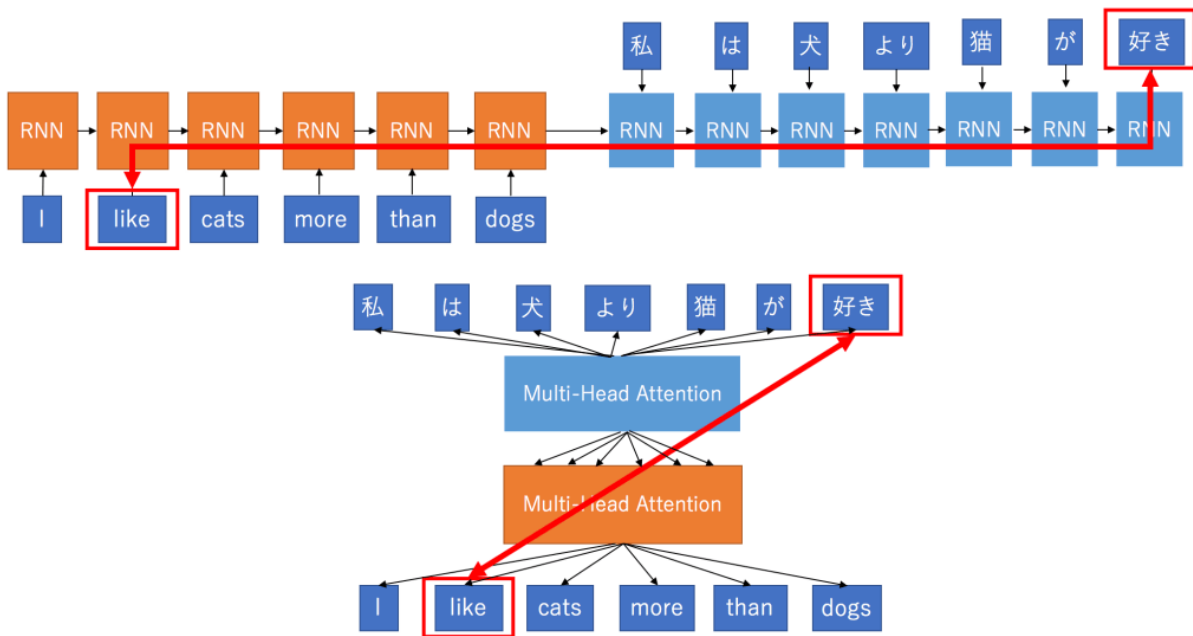 私 は 犬 より 猫 が 好き
RNN RNN RNN RNN RNN RNN RNN RNN RNN RNN RNN RNN RNN
I like cats more than dogs
私 は 犬 より 猫 が 好き
Multi-Head Attention
Multi-Head Attention
I like cats more than dogs